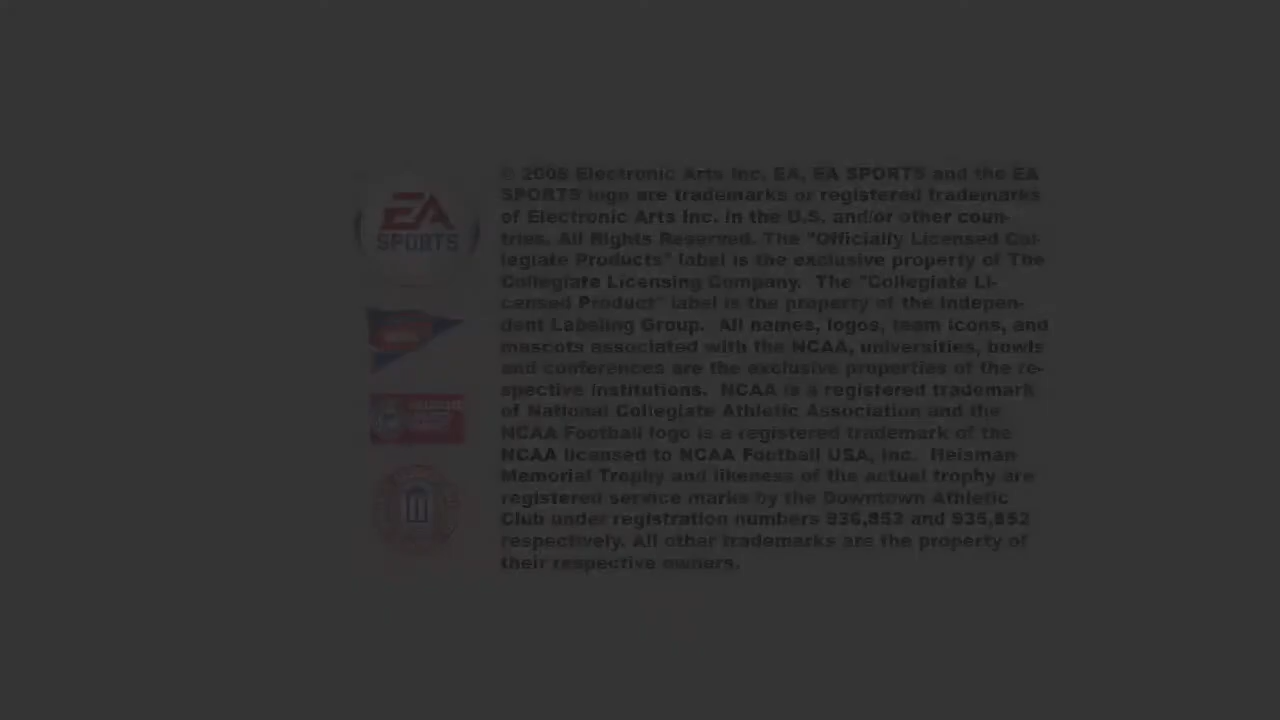 © 2008 Electronic Arts Inc. EA, EA SPORTS and the EA
SPORTS logo are trademarks or registered trademarks
of Electronic Arts Inc. in the U.S. and/or other coun-
tries. All Rights Reserved. The "Officially Licensed Col-
legiate Products" label is the exclusive property of The
Collegiate Licensing Company. The "Collegiate Li-
censed Product" label is the property of the Indepen-
dent Labeling Group. All names, logos, team icons, and
mascots associated with the NCAA, universities, bowls
and conferences are the exclusive properties of the re-
spective institutions. NCAA is a registered trademark
of National Collegiate Athletic Association and the
NCAA Football logo is a registered trademark of the
NCAA licensed to NCAA Football USA, Inc. Heisman
Memorial Trophy and likeness of the actual trophy are
registered service marks by the Downtown Athletic
Club under registration numbers 936,853 and 935,852
respectively. All other trademarks are the property of
their respective owners.
EA
SPORTS